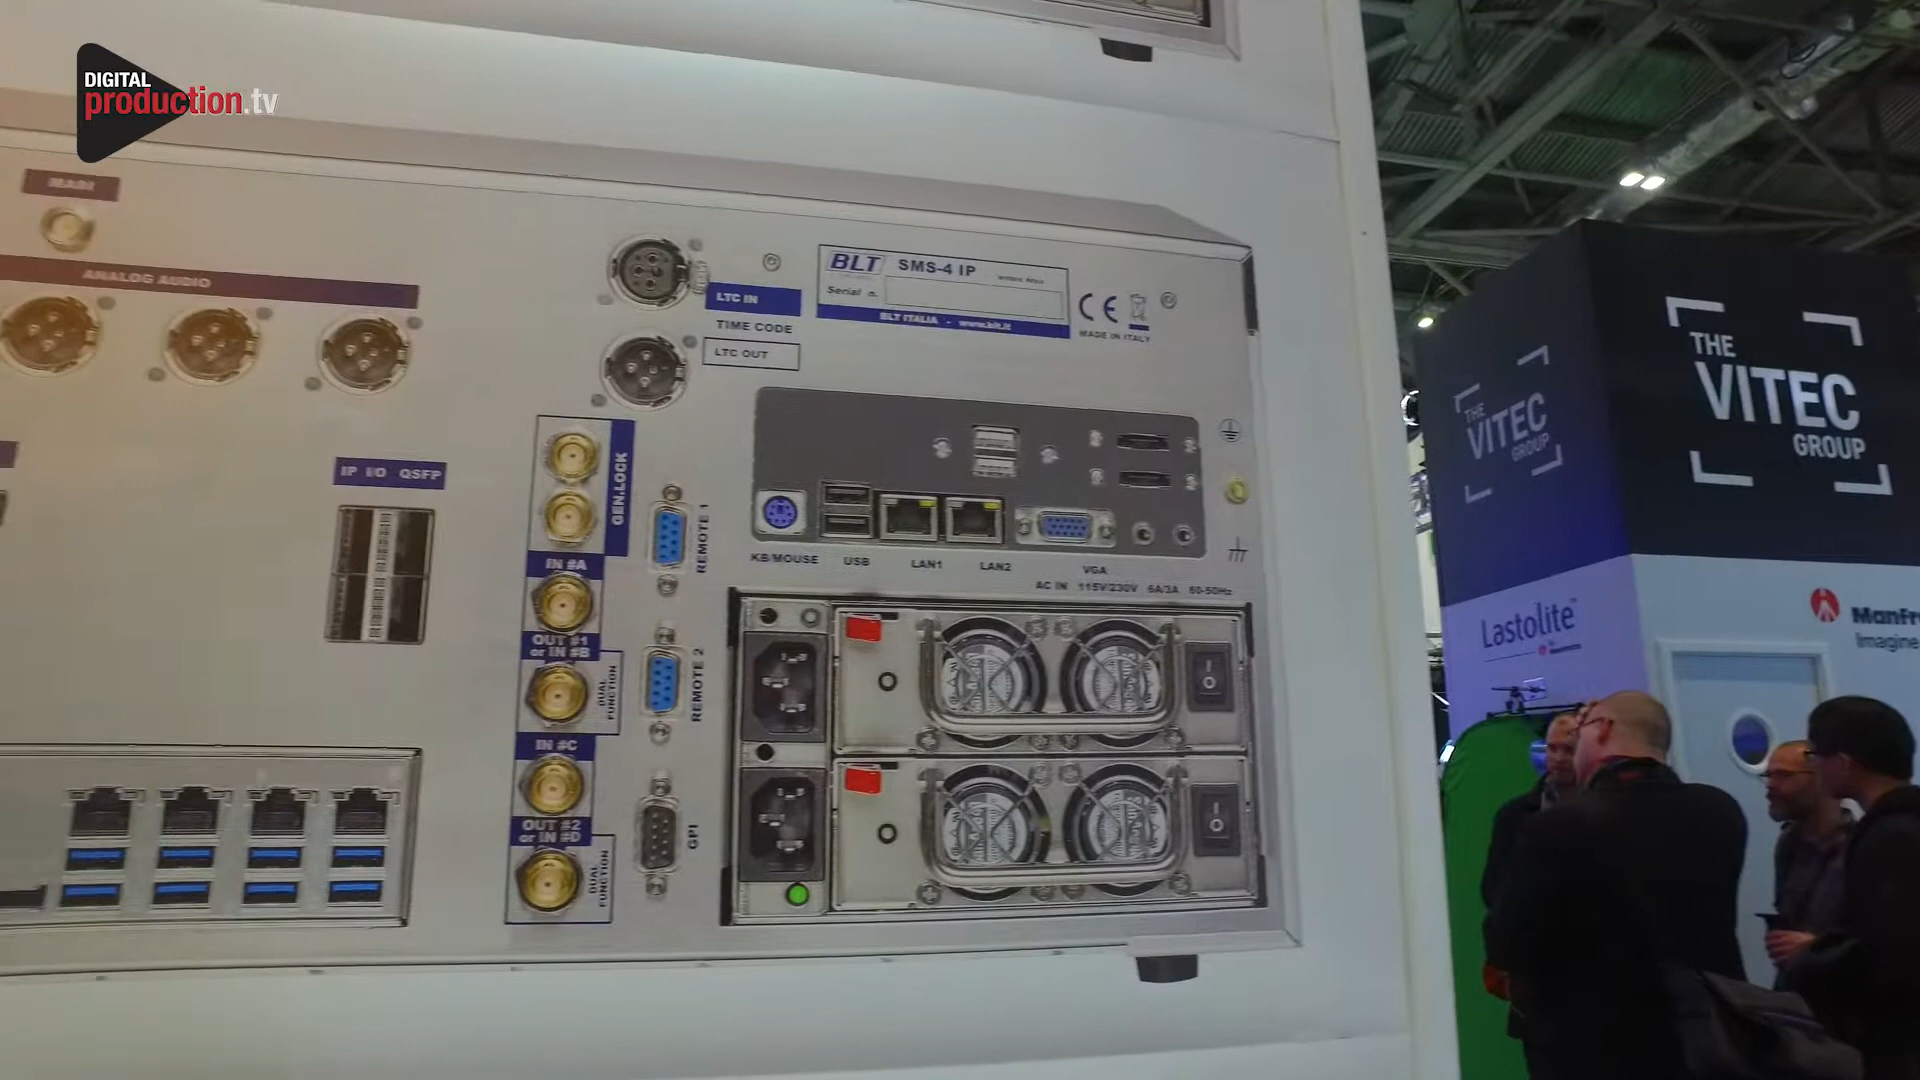 DIGITAL
production.tv
MADI
ANALOG AUDIO
IP I/O QSFP
LTC IN
TIME CODE
LTC OUT
BLT SMS-4 IP
Serial n.
BLT ITALIA - www.blt.it
CE
MADE IN ITALY
GEN.LOCK
IN #A
OUT #1
or IN #B
DUAL
FUNCTION
IN #C
OUT #2
or IN #D
DUAL
FUNCTION
REMOTE 1
REMOTE 2
GPI
KB/MOUSE USB LAN1 LAN2 VGA
AC IN 115V/230V 6A/3A 60-50Hz
THE
VITEC
GROUP
THE
VITEC
GROUP
Lastolite
Manfr
Imagine